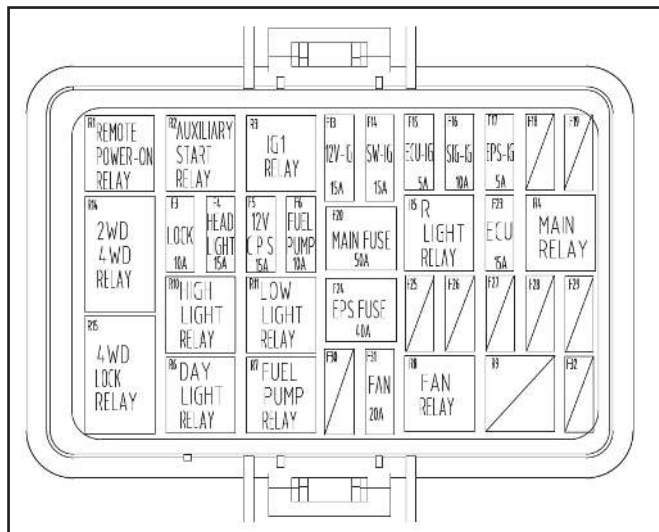 R1 REMOTE
POWER-ON
RELAY
R2 AUXILIARY
START
RELAY
R3
IG1
RELAY
F13
12V-IG
15A
F14
SW-IG
15A
F15
ECU-IG
5A
F16
SIG-IG
10A
F17
EPS-IG
5A
F18
F19
R14
2WD
4WD
RELAY
F3
LOCK
10A
F4
HEAD
LIGHT
15A
F5
12V
C P S
15A
F6
FUEL
PUMP
10A
F20
MAIN FUSE
50A
R5 R
LIGHT
RELAY
F23
ECU
15A
R4
MAIN
RELAY
R10 HIGH
LIGHT
RELAY
R11 LOW
LIGHT
RELAY
F24
EPS FUSE
40A
F25
F26
F27
F28
F29
R15
4WD
LOCK
RELAY
R6 DAY
LIGHT
RELAY
R7 FUEL
PUMP
RELAY
F30
F31
FAN
20A
R8
FAN
RELAY
R9
F32